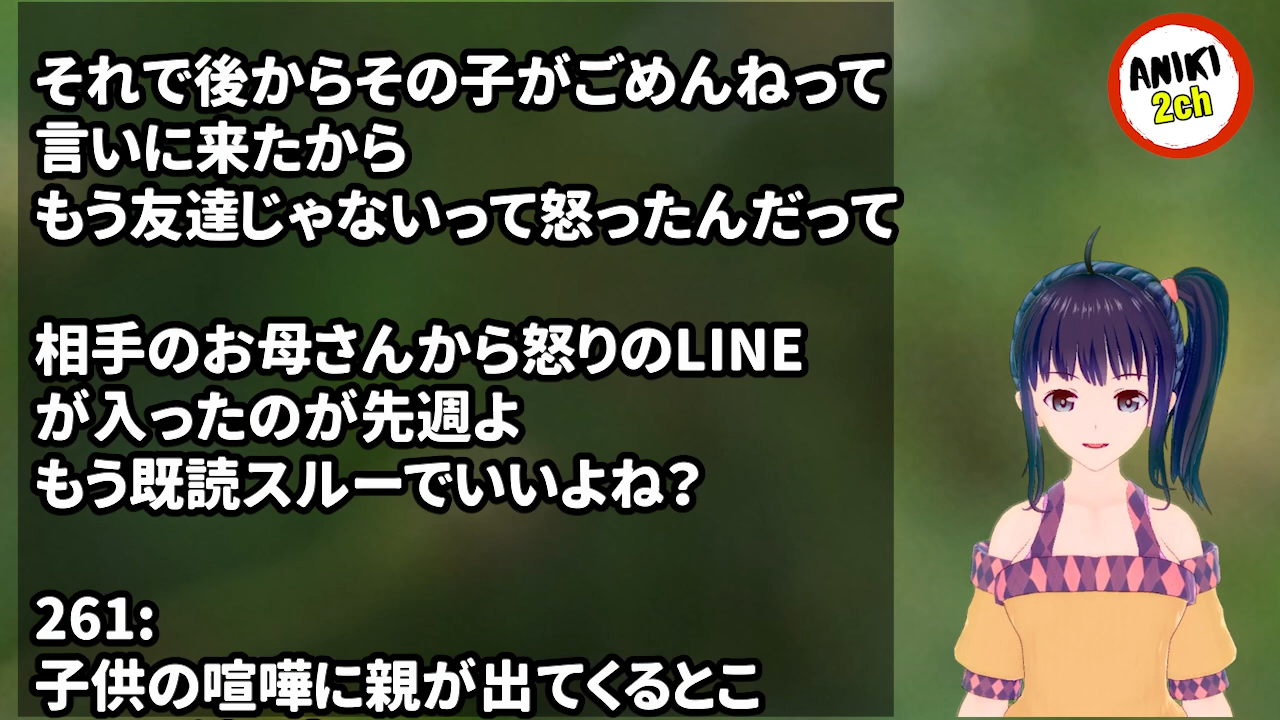 それで後からその子がごめんねって
言いに来たから
もう友達じゃないって怒ったんだって
相手のお母さんから怒りのLINE
が入ったのが先週よ
もう既読スルーでいいよね？
261:
子供の喧嘩に親が出てくるとこ
ANIKI
2ch